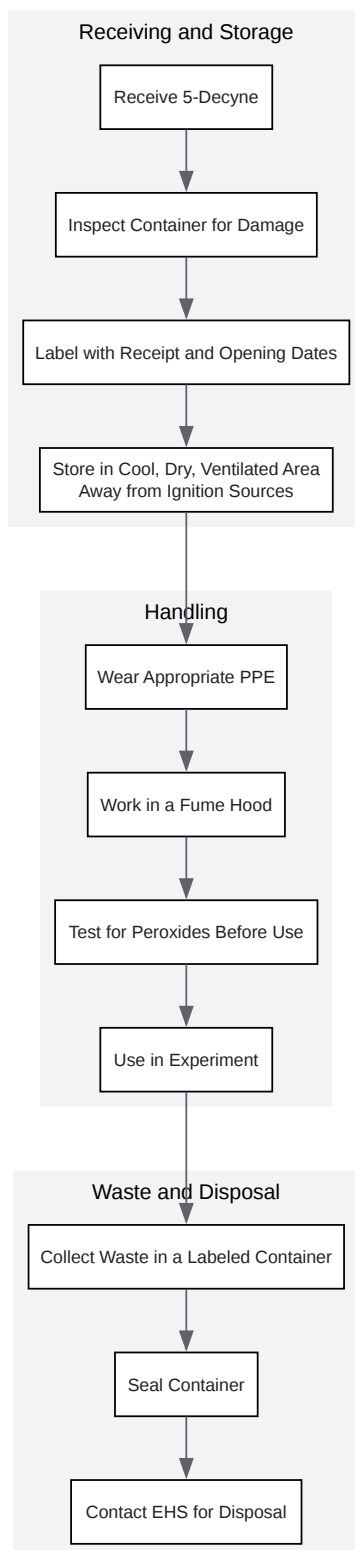 Receiving and Storage
Receive 5-Decyne
Inspect Container for Damage
Label with Receipt and Opening Dates
Store in Cool, Dry, Ventilated Area
Away from Ignition Sources
Handling
Wear Appropriate PPE
Work in a Fume Hood
Test for Peroxides Before Use
Use in Experiment
Waste and Disposal
Collect Waste in a Labeled Container
Seal Container
Contact EHS for Disposal